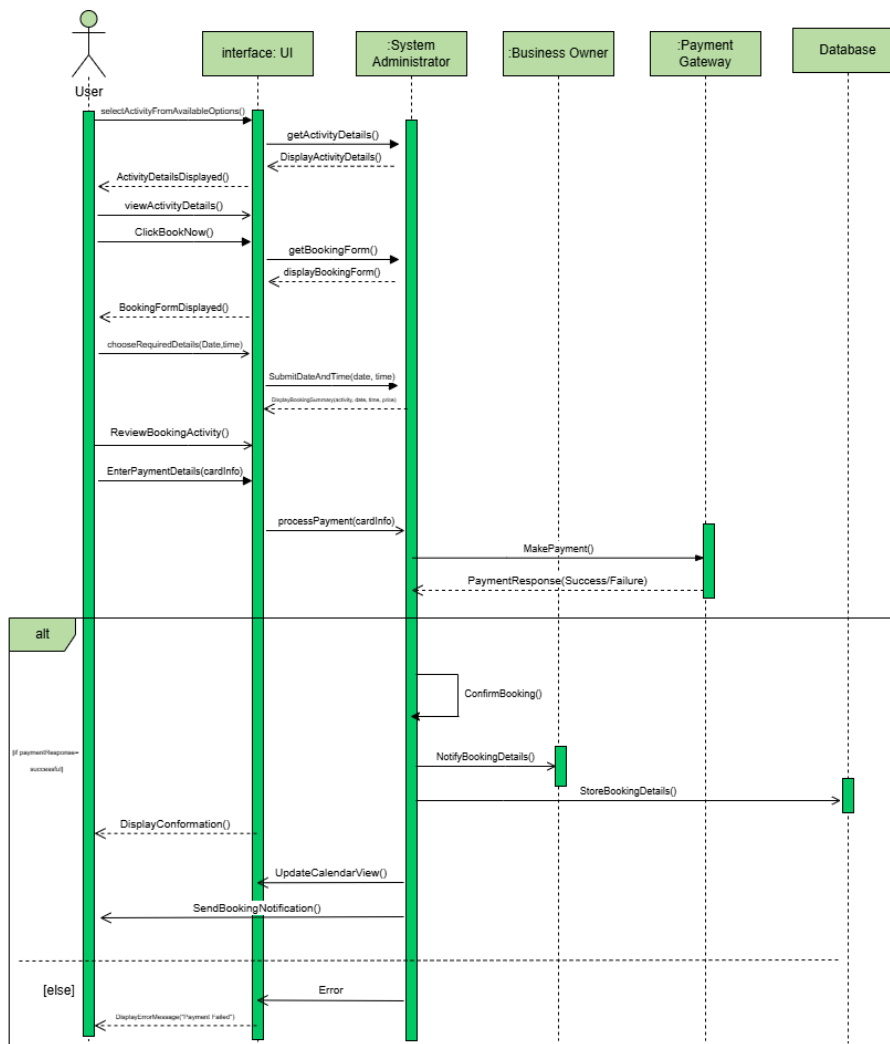 User
interface: UI
:System
Administrator
:Business Owner
:Payment
Gateway
Database
selectActivityFromAvailableOptions()
getActivityDetails()
DisplayActivityDetails()
ActivityDetailsDisplayed()
viewActivityDetails()
ClickBookNow()
getBookingForm()
displayBookingForm()
BookingFormDisplayed()
chooseRequiredDetails(Date,time)
SubmitDateAndTime(date, time)
DisplayBookingSummary(activity, date, time, price)
ReviewBookingActivity()
EnterPaymentDetails(cardInfo)
processPayment(cardInfo)
MakePayment()
PaymentResponse(Success/Failure)
alt
ConfirmBooking()
[if paymentResponse=
successful]
NotifyBookingDetails()
StoreBookingDetails()
DisplayConformation()
UpdateCalendarView()
SendBookingNotification()
[else]
Error
DisplayErrorMessage("Payment Failed")